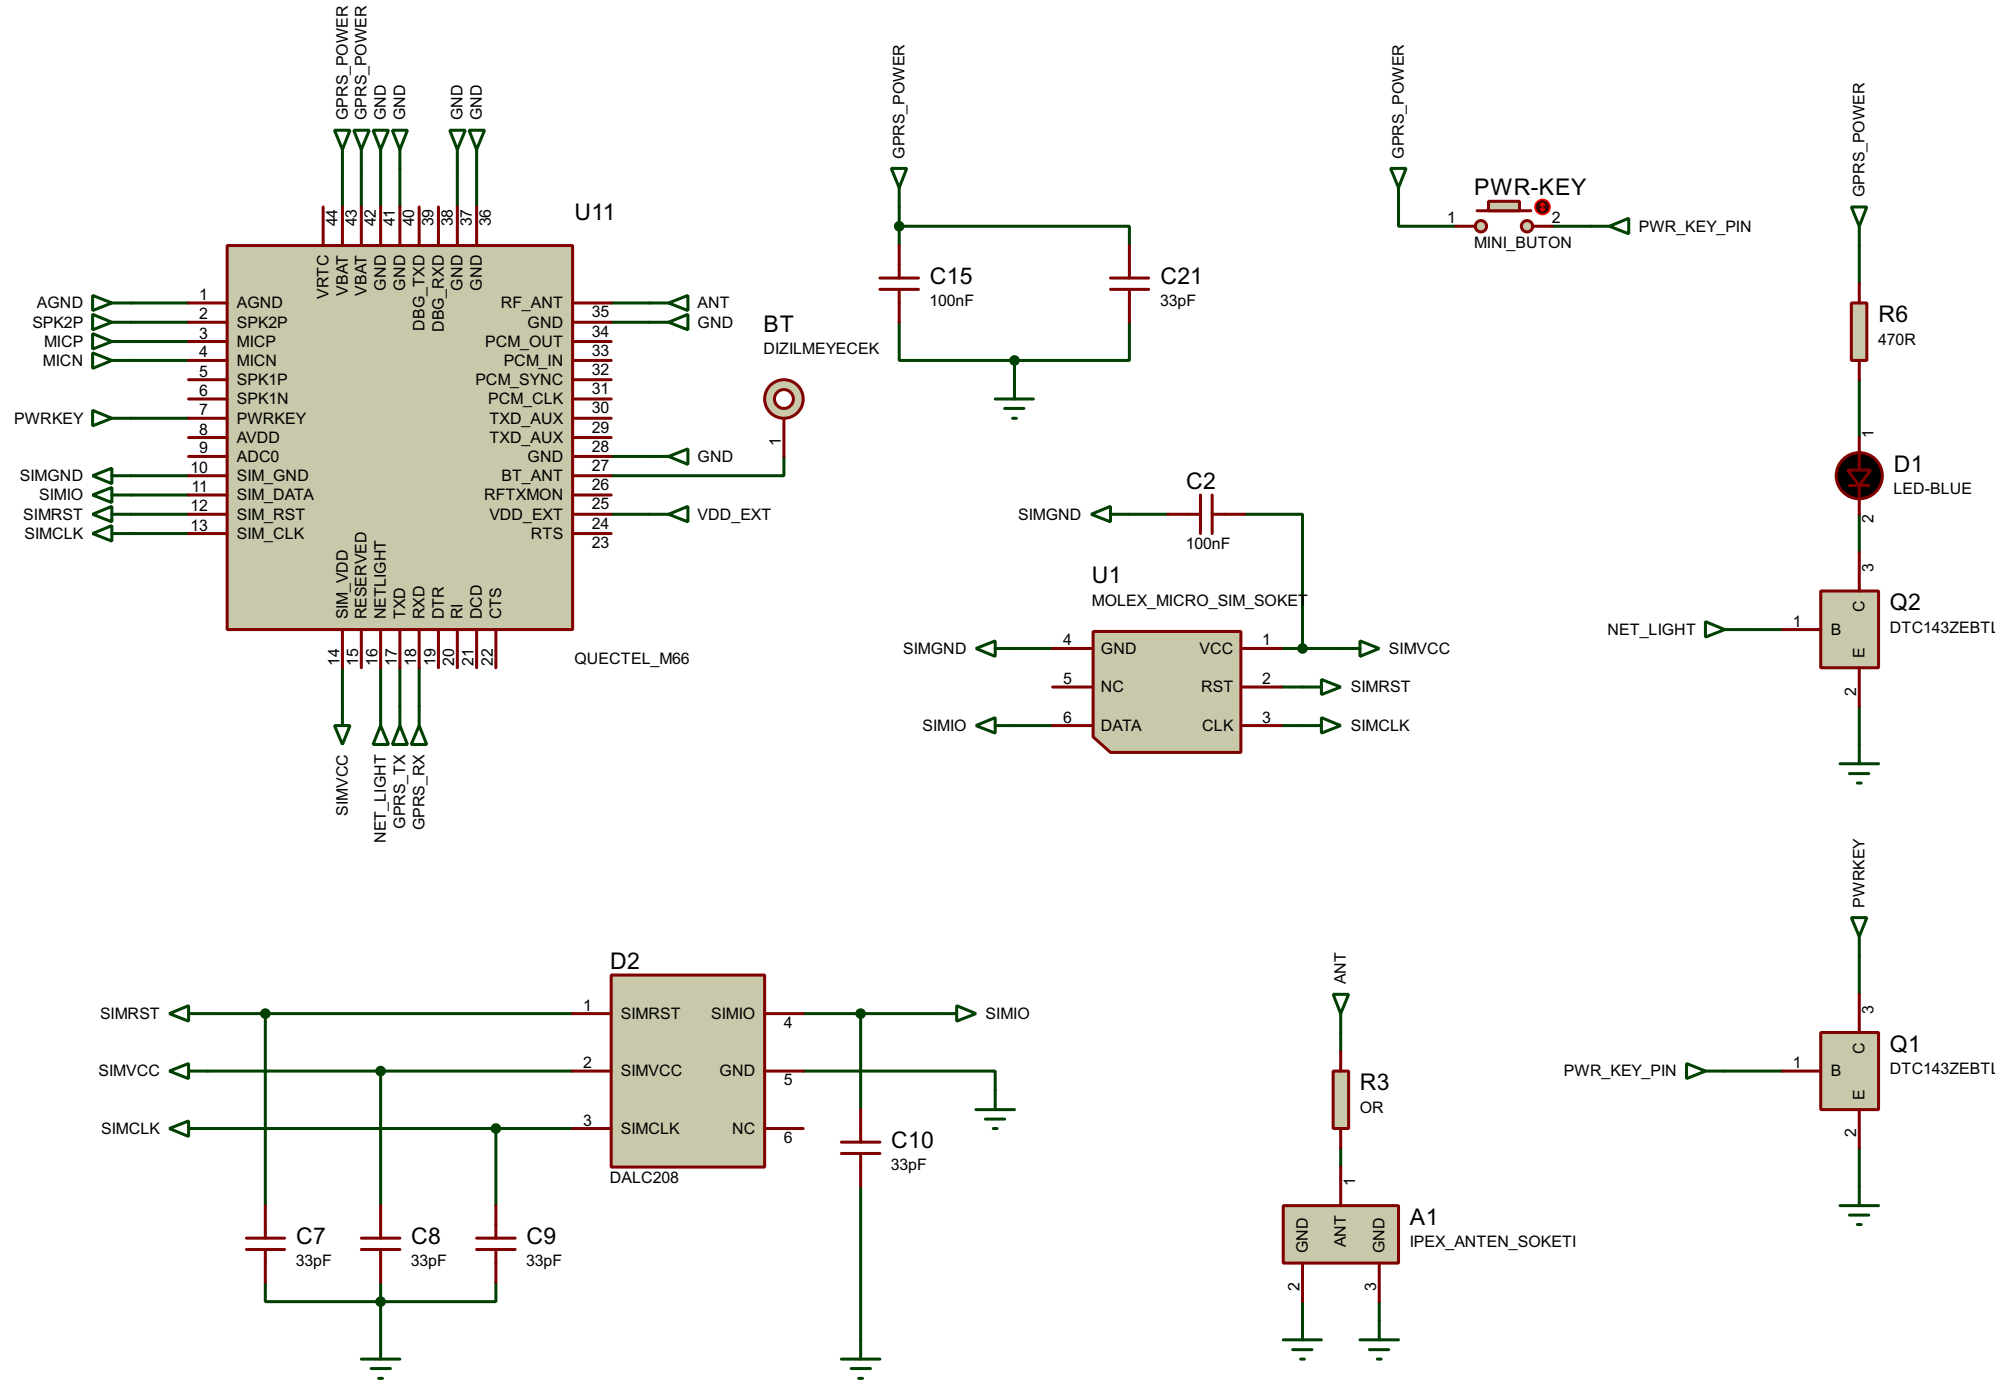 GPRS_POWER
GPRS_POWER
GND
GND
GND
GND
44
43
42
41
40
39
38
37
36
U11
VRTC
VBAT
VBAT
GND
GND
DBG_TXD
DBG_RXD
GND
GND
AGND 1 AGND
SPK2P 2 SPK2P
MICP 3 MICP
MICN 4 MICN
5 SPK1P
6 SPK1N
PWRKEY 7 PWRKEY
8 AVDD
9 ADC0
SIMGND 10 SIM_GND
SIMIO 11 SIM_DATA
SIMRST 12 SIM_RST
SIMCLK 13 SIM_CLK
RF_ANT 35 ANT
GND 34 GND
PCM_OUT 33
PCM_IN 32
PCM_SYNC 31
PCM_CLK 30
TXD_AUX 29
TXD_AUX 28
GND 27 GND
BT_ANT 26
RFTXMON 25
VDD_EXT 24 VDD_EXT
RTS 23
SIM_VDD
RESERVED
NETLIGHT
TXD
RXD
DTR
RI
DCD
CTS
14
15
16
17
18
19
20
21
22
QUECTEL_M66
SIMVCC
NET_LIGHT
GPRS_TX
GPRS_RX
BT
DIZILMEYECEK
1
GPRS_POWER
C15
100nF
C21
33pF
GPRS_POWER
PWR-KEY
1
2
MINI_BUTON
PWR_KEY_PIN
GPRS_POWER
R6
470R
1
D1
LED-BLUE
2
3
Q2
DTC143ZEBTL
NET_LIGHT
1
B
C
E
2
C2
SIMGND
100nF
U1
MOLEX_MICRO_SIM_SOKET
SIMGND 4 GND
5 NC
SIMIO 6 DATA
VCC 1 SIMVCC
RST 2 SIMRST
CLK 3 SIMCLK
D2
SIMRST 1 SIMRST
SIMVCC 2 SIMVCC
SIMCLK 3 SIMCLK
SIMIO 4 SIMIO
GND 5
NC 6
DALC208
C10
33pF
C7
33pF
C8
33pF
C9
33pF
ANT
R3
OR
1
GND
ANT
GND
A1
IPEX_ANTEN_SOKETI
2
3
PWRKEY
3
Q1
DTC143ZEBTL
PWR_KEY_PIN
1
B
C
E
2